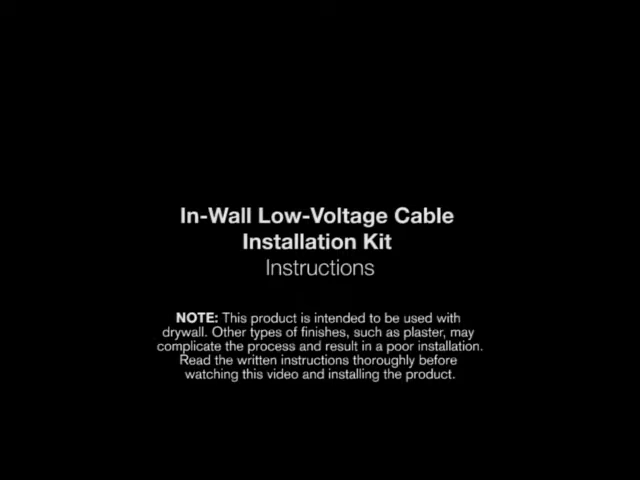 In-Wall Low-Voltage Cable
Installation Kit
Instructions
NOTE: This product is intended to be used with
drywall. Other types of finishes, such as plaster, may
complicate the process and result in a poor installation.
Read the written instructions thoroughly before
watching this video and installing the product.